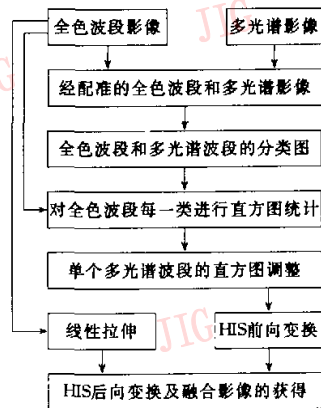 全色波段影像
多光谱影像
经配准的全色波段和多光谱影像
全色波段和多光谱波段的分类图
对全色波段每一类进行直方图统计
单个多光谱波段的直方图调整
线性拉伸
HIS前向变换
HIS后向变换及融合影像的获得
JIG
JIG